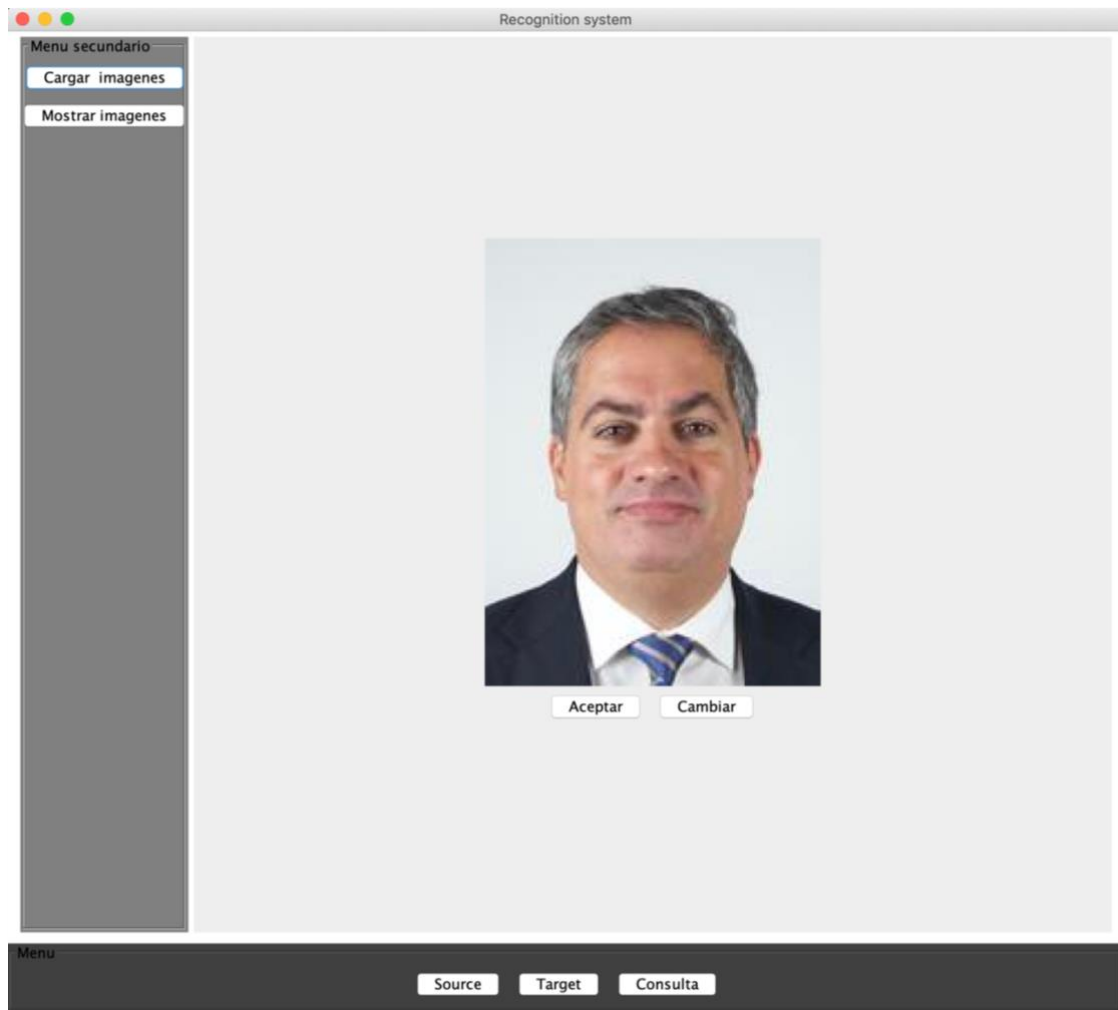 Recognition system
Menu secundario
Cargar imagenes
Mostrar imagenes
Aceptar Cambiar
Menu
Source Target Consulta